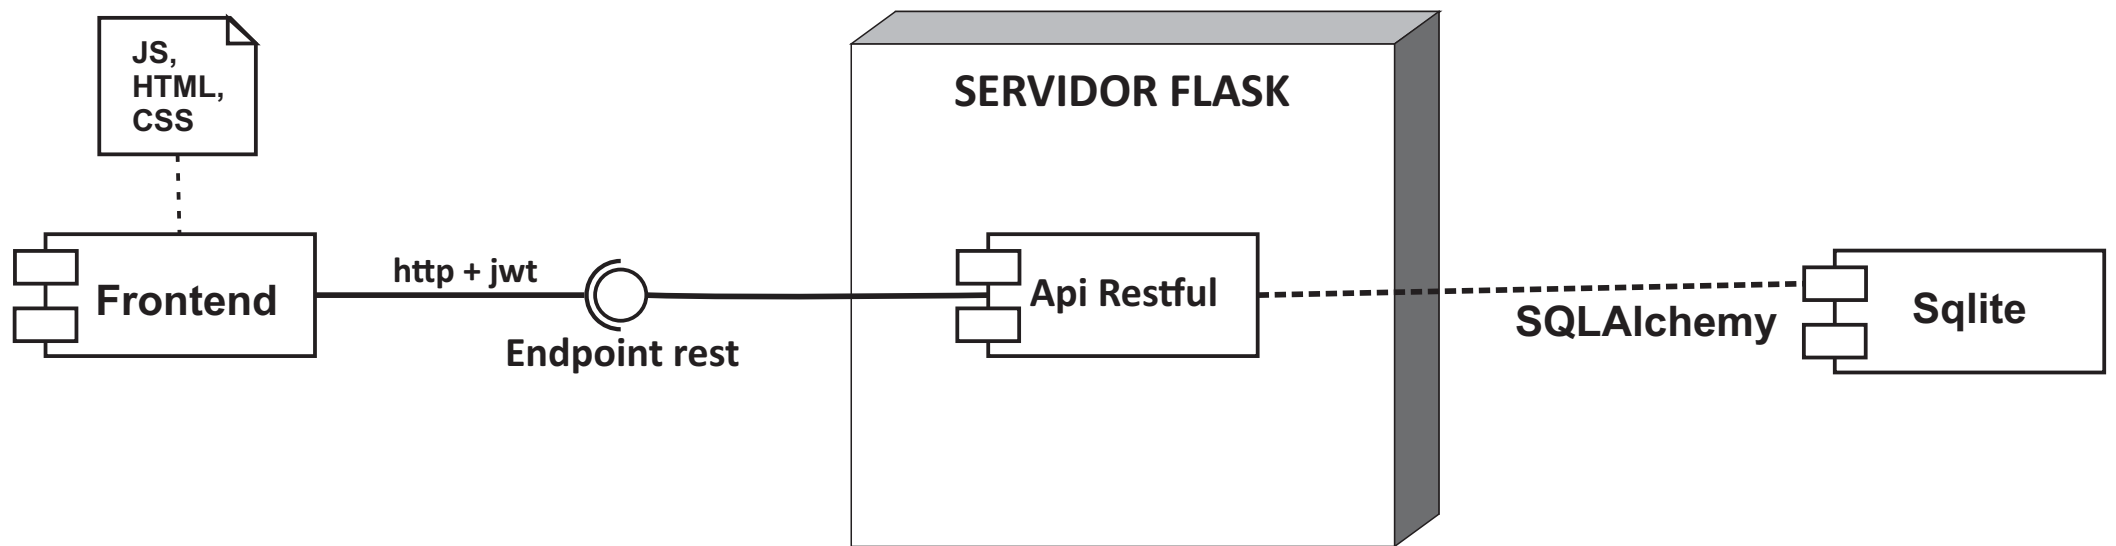 JS,
HTML,
CSS
SERVIDOR FLASK
Frontend
http + jwt
Endpoint rest
Api Restful
SQLAlchemy
Sqlite